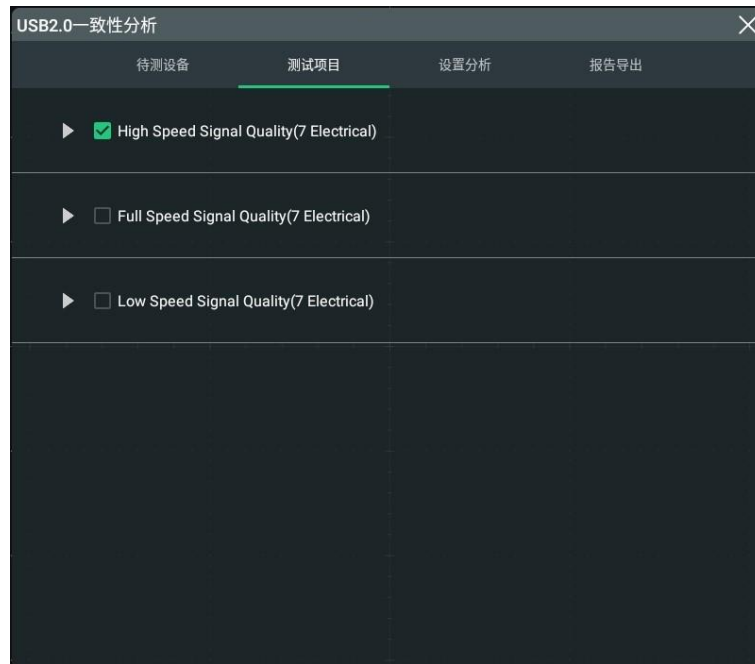 USB2.0一致性分析
待测设备 测试项目 设置分析 报告导出
High Speed Signal Quality(7 Electrical)
Full Speed Signal Quality(7 Electrical)
Low Speed Signal Quality(7 Electrical)